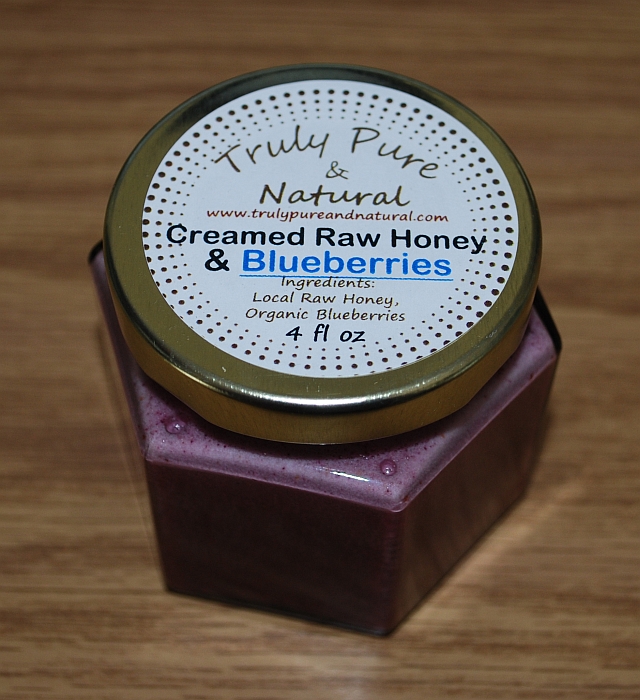 Truly Pure
&
Natural
www.trulypureandnatural.com
Creamed Raw Honey
& Blueberries
Ingredients:
Local Raw Honey,
Organic Blueberries
4 fl oz